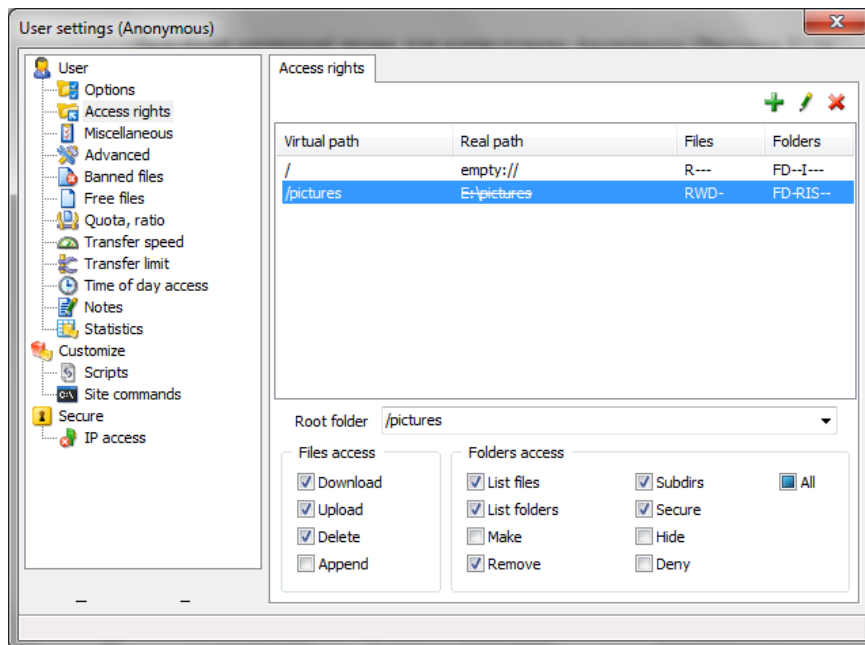 User settings (Anonymous)
User
Options
Access rights
Miscellaneous
Advanced
Banned files
Free files
Quota, ratio
Transfer speed
Transfer limit
Time of day access
Notes
Statistics
Customize
Scripts
Site commands
Secure
IP access
Access rights
Virtual path Real path Files Folders
/ empty:// R--- FD--I---
/pictures E:\pictures RWD- FD-RIS--
Root folder /pictures
Files access
Download
Upload
Delete
Append
Folders access
List files Subdirs All
List folders Secure
Make Hide
Remove Deny